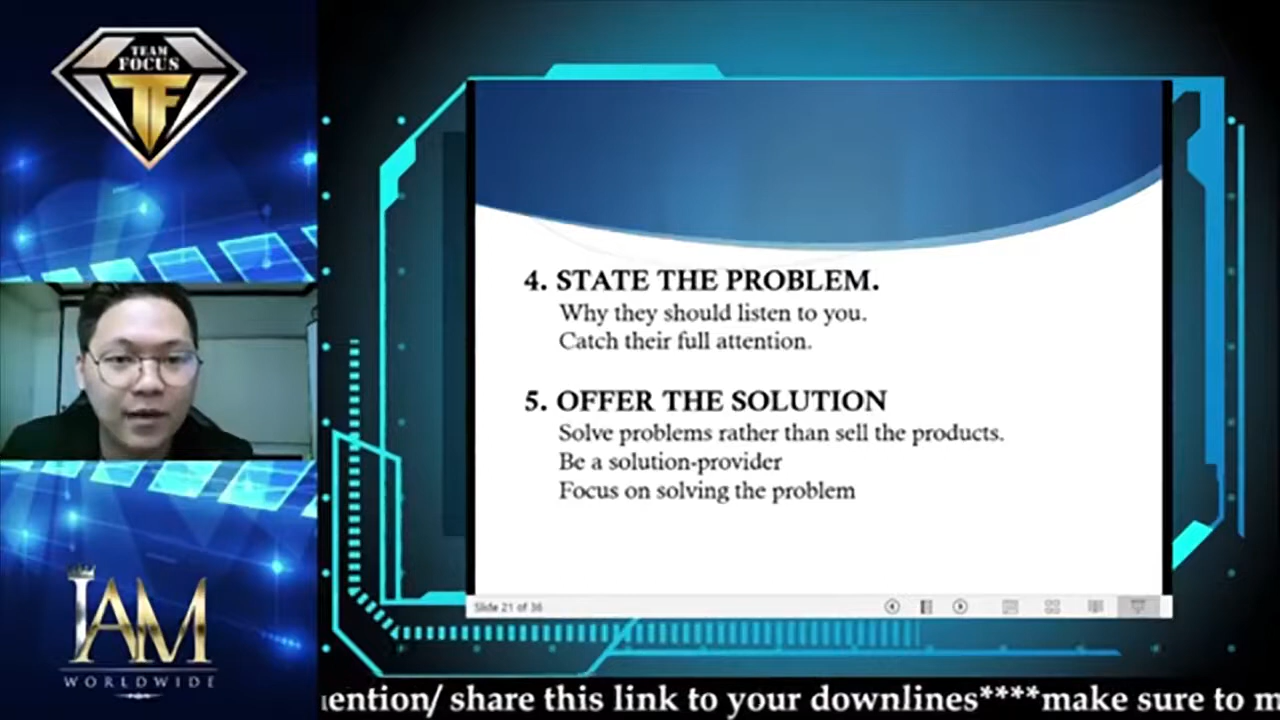 TEAM
FOCUS
TF
4. STATE THE PROBLEM.
Why they should listen to you.
Catch their full attention.
5. OFFER THE SOLUTION
Solve problems rather than sell the products.
Be a solution-provider
Focus on solving the problem
Slide 21 of 36
IAM
WORLDWIDE
share this link to your downlines****make sure to